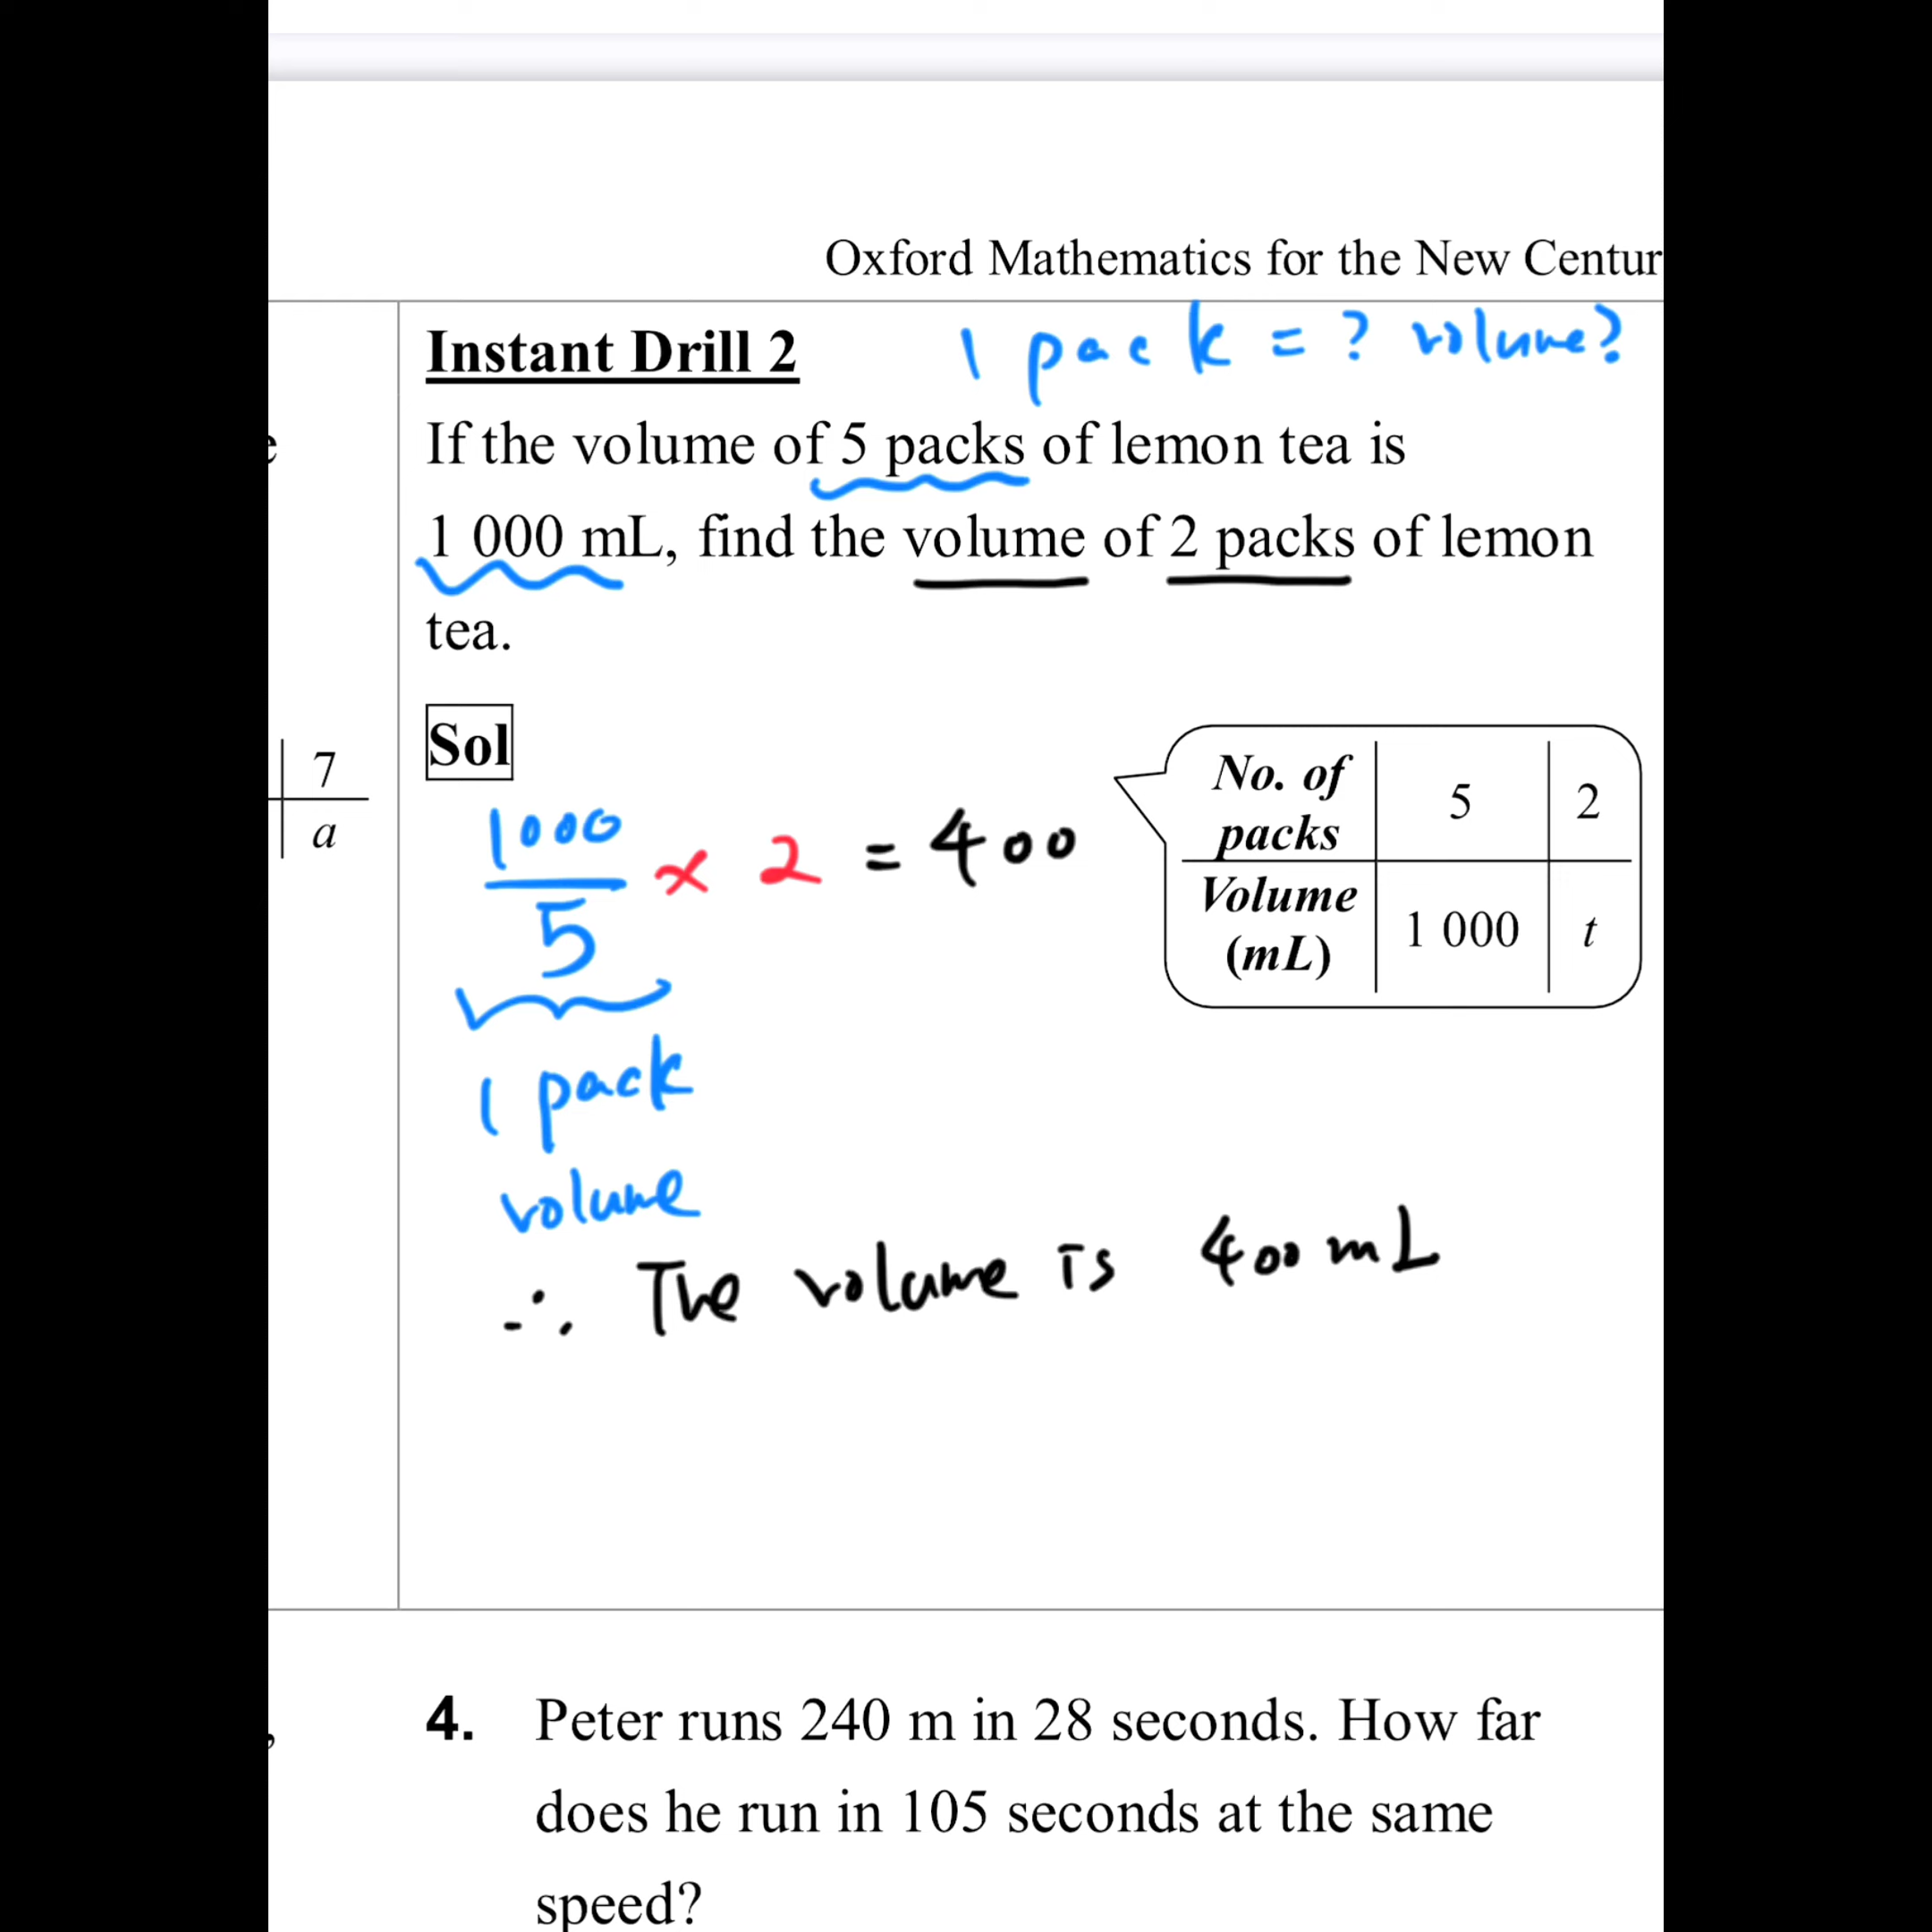 Oxford Mathematics for the New Centur
Instant Drill 2
1 pack = ? volume?
If the volume of 5 packs of lemon tea is
1 000 mL, find the volume of 2 packs of lemon
tea.
Sol
7
a
1000
5
× 2 = 400
No. of packs 5 2
Volume (mL) 1 000 t
1 pack
volume
∴ The volume is 400 mL
4. Peter runs 240 m in 28 seconds. How far
does he run in 105 seconds at the same
speed?